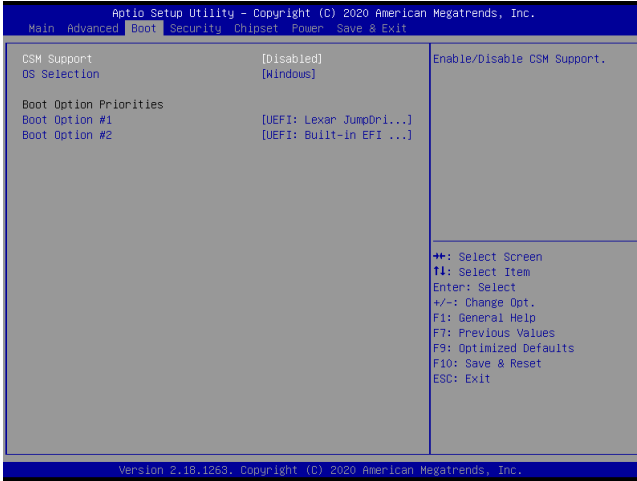 Aptio Setup Utility – Copyright (C) 2020 American Megatrends, Inc.
Main Advanced Boot Security Chipset Power Save & Exit
CSM Support [Disabled]
OS Selection [Windows]
Boot Option Priorities
Boot Option #1 [UEFI: Lexar JumpDri...]
Boot Option #2 [UEFI: Built-in EFI ...]
Enable/Disable CSM Support.
→←: Select Screen
↑↓: Select Item
Enter: Select
+/-: Change Opt.
F1: General Help
F7: Previous Values
F9: Optimized Defaults
F10: Save & Reset
ESC: Exit
Version 2.18.1263. Copyright (C) 2020 American Megatrends, Inc.